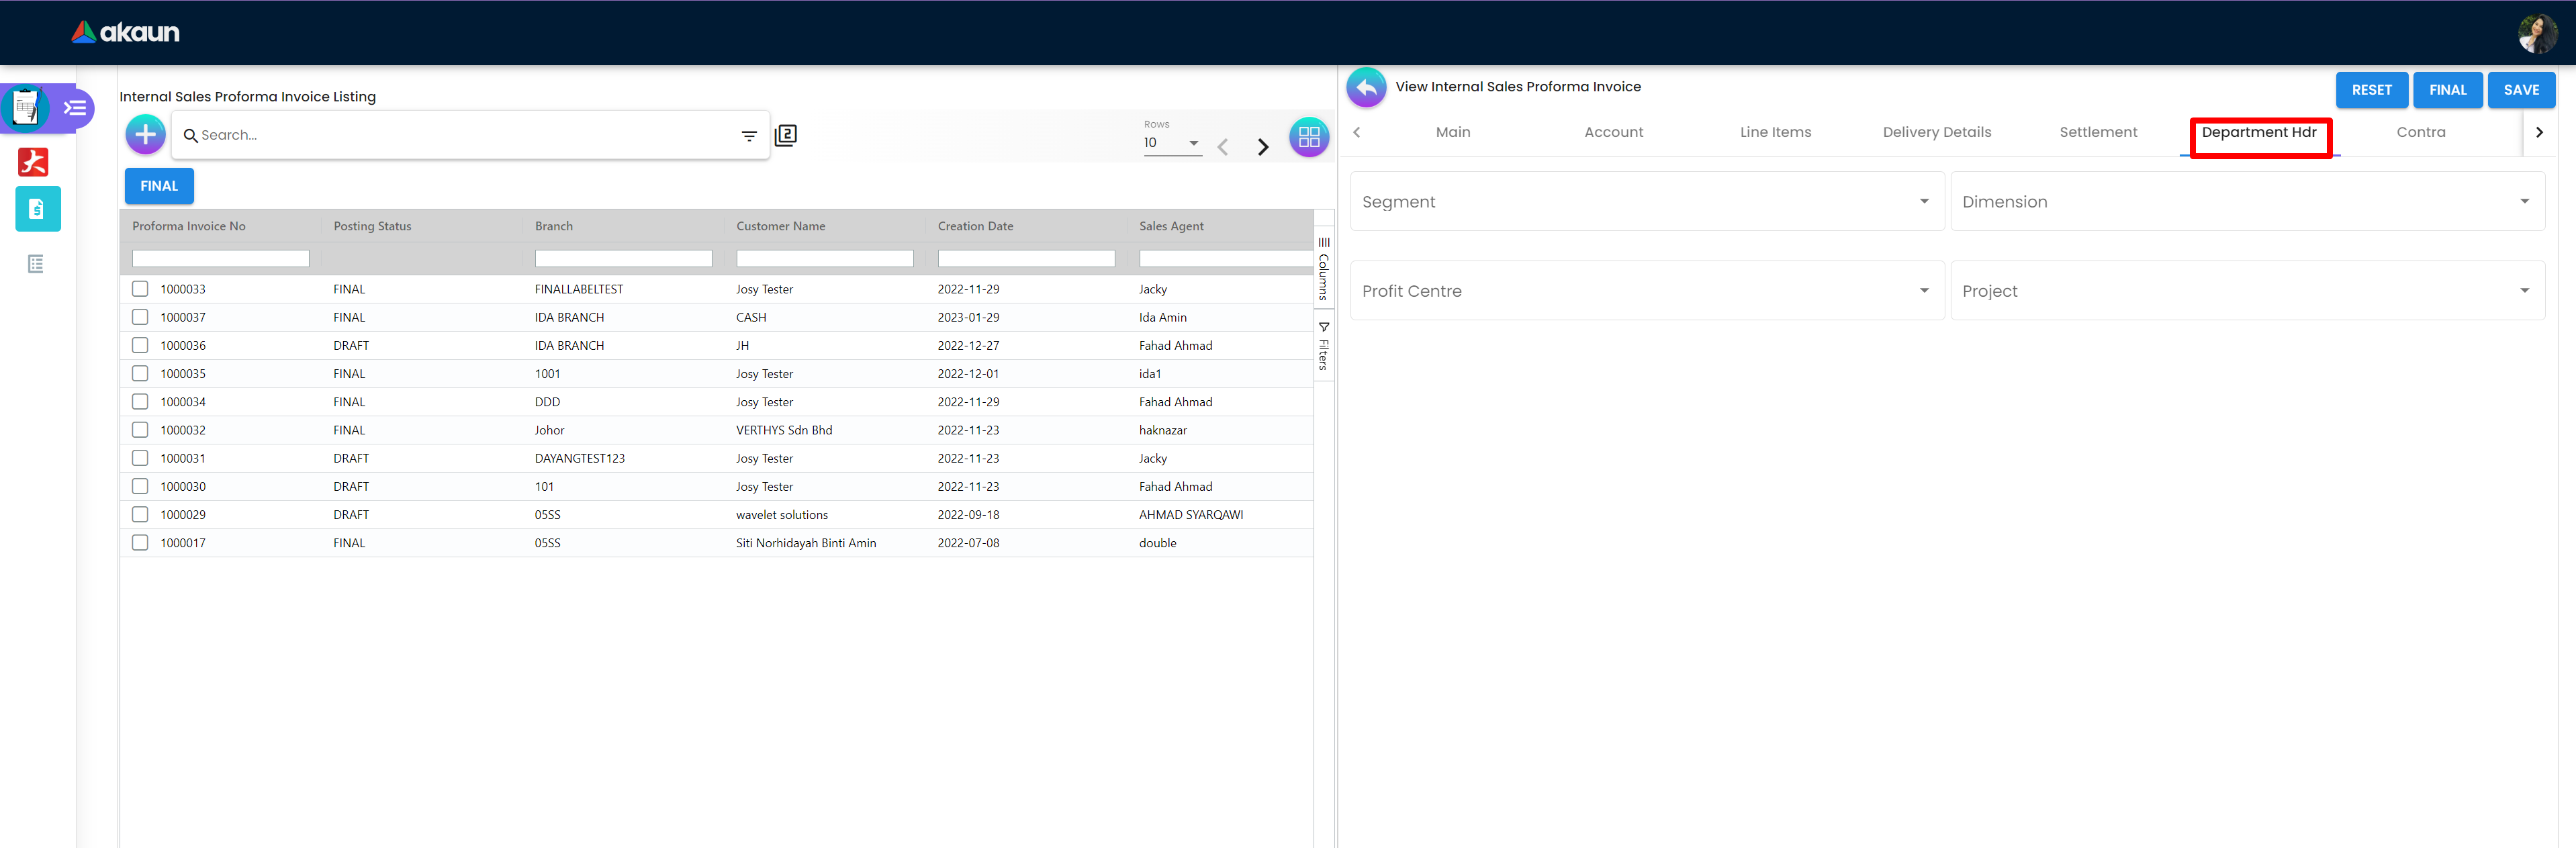 akaun
Internal Sales Proforma Invoice Listing
Search...
2
Rows
10
FINAL
Proforma Invoice No Posting Status Branch Customer Name Creation Date Sales Agent
1000033 FINAL FINALLABELTEST Josy Tester 2022-11-29 Jacky
1000037 FINAL IDA BRANCH CASH 2023-01-29 Ida Amin
1000036 DRAFT IDA BRANCH JH 2022-12-27 Fahad Ahmad
1000035 FINAL 1001 Josy Tester 2022-12-01 ida1
1000034 FINAL DDD Josy Tester 2022-11-29 Fahad Ahmad
1000032 FINAL Johor VERTHYS Sdn Bhd 2022-11-23 haknazar
1000031 DRAFT DAYANGTEST123 Josy Tester 2022-11-23 Jacky
1000030 DRAFT 101 Josy Tester 2022-11-23 Fahad Ahmad
1000029 DRAFT 05SS wavelet solutions 2022-09-18 AHMAD SYARQAWI
1000017 FINAL 05SS Siti Norhidayah Binti Amin 2022-07-08 double
Columns
Filters
View Internal Sales Proforma Invoice
RESET FINAL SAVE
Main Account Line Items Delivery Details Settlement Department Hdr Contra
Segment Dimension
Profit Centre Project